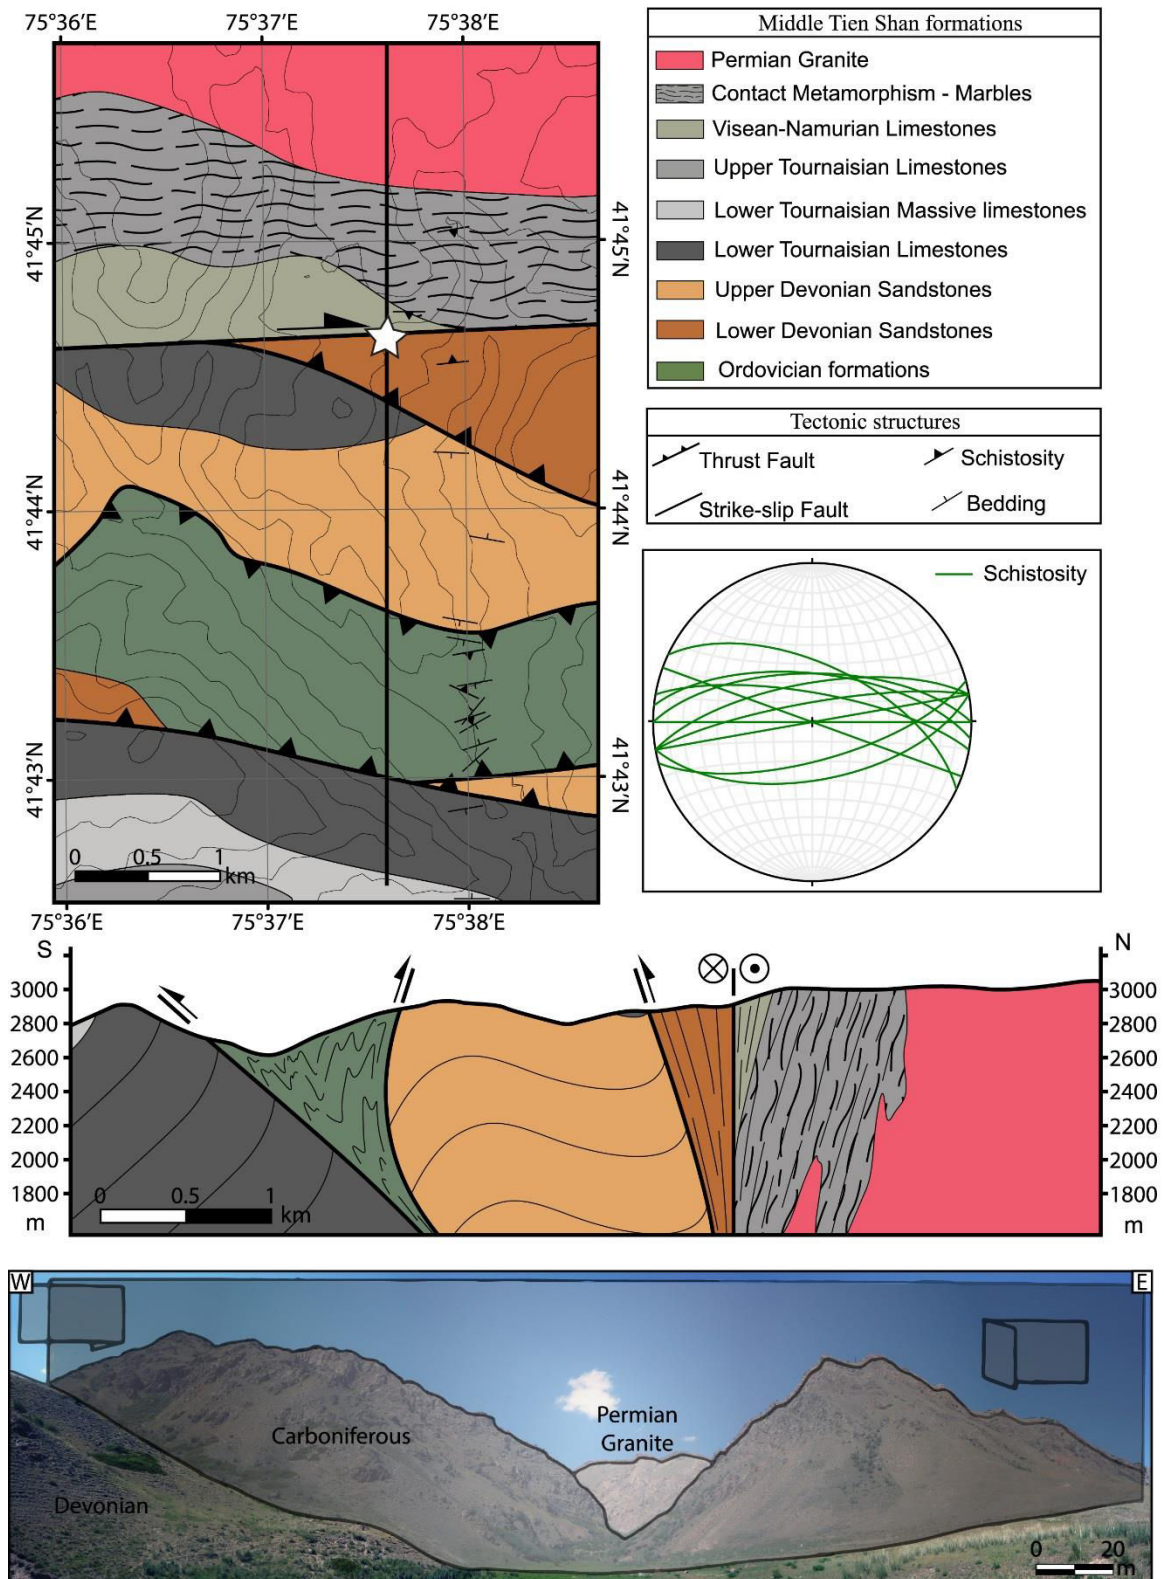 75°36′E 75°37′E 75°38′E
41°45′N
41°44′N
41°43′N
41°45′N
41°44′N
41°43′N
0 0.5 1
km
75°36′E 75°37′E 75°38′E
Middle Tien Shan formations
Permian Granite
Contact Metamorphism - Marbles
Visean-Namurian Limestones
Upper Tournaisian Limestones
Lower Tournaisian Massive limestones
Lower Tournaisian Limestones
Upper Devonian Sandstones
Lower Devonian Sandstones
Ordovician formations
Tectonic structures
Thrust Fault
Schistosity
Strike-slip Fault
Bedding
Schistosity
S
N
3000
2800
2600
2400
2200
2000
1800
m
0 0.5 1
km
3000
2800
2600
2400
2200
2000
1800
m
W
E
Carboniferous
Permian
Granite
Devonian
0 20
m